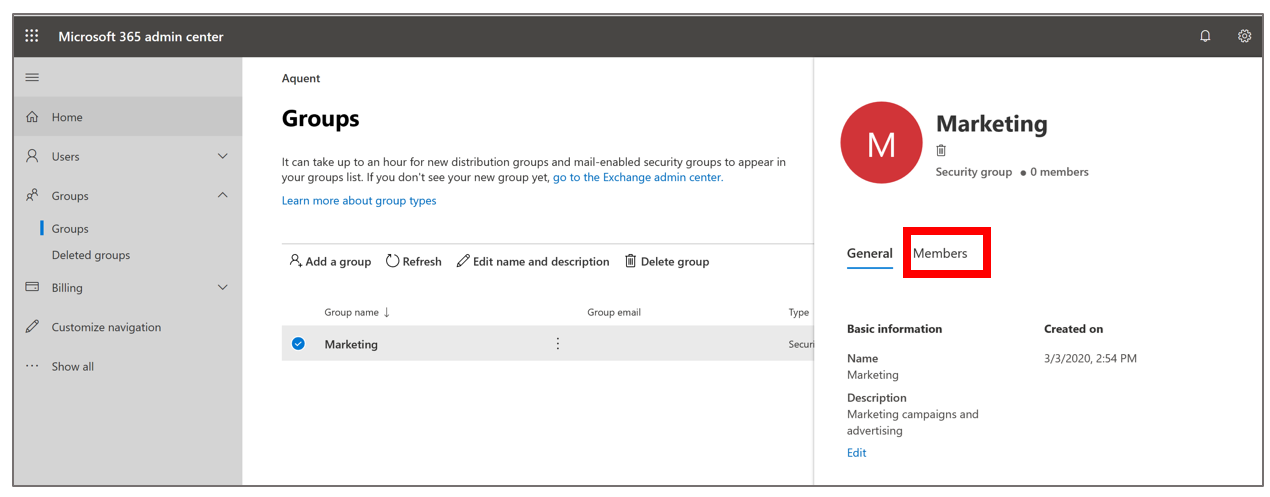 Microsoft 365 admin center
Home
Users
Groups
Groups
Deleted groups
Billing
Customize navigation
Show all
Aquent
Groups
It can take up to an hour for new distribution groups and mail-enabled security groups to appear in
your groups list. If you don't see your new group yet, go to the Exchange admin center.
Learn more about group types
Add a group Refresh Edit name and description Delete group
Group name ↓ Group email Type
Marketing Securi
M
Marketing
Security group ● 0 members
General Members
Basic information Created on
Name 3/3/2020, 2:54 PM
Marketing
Description
Marketing campaigns and
advertising
Edit